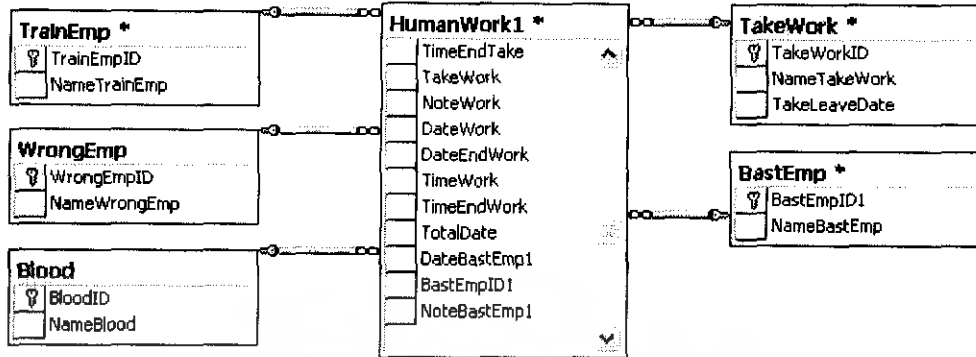 TrainEmp *
TrainEmpID
NameTrainEmp
WrongEmp
WrongEmpID
NameWrongEmp
Blood
BloodID
NameBlood
HumanWork1 *
TimeEndTake
TakeWork
NoteWork
DateWork
DateEndWork
TimeWork
TimeEndWork
TotalDate
DateBastEmp1
BastEmpID1
NoteBastEmp1
TakeWork *
TakeWorkID
NameTakeWork
TakeLeaveDate
BastEmp *
BastEmpID1
NameBastEmp